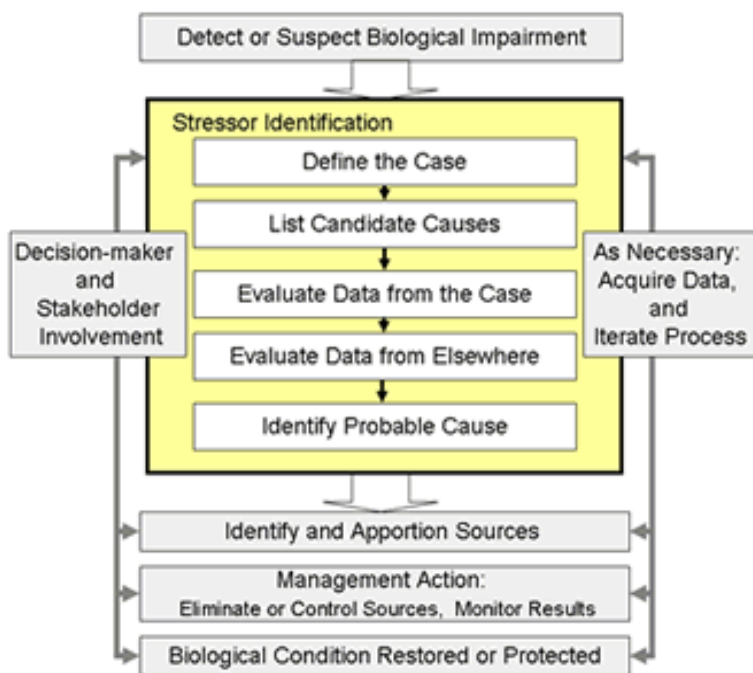 Detect or Suspect Biological Impairment
Stressor Identification
Define the Case
List Candidate Causes
Evaluate Data from the Case
Evaluate Data from Elsewhere
Identify Probable Cause
Decision-maker
and
Stakeholder
Involvement
As Necessary:
Acquire Data,
and
Iterate Process
Identify and Apportion Sources
Management Action:
Eliminate or Control Sources, Monitor Results
Biological Condition Restored or Protected